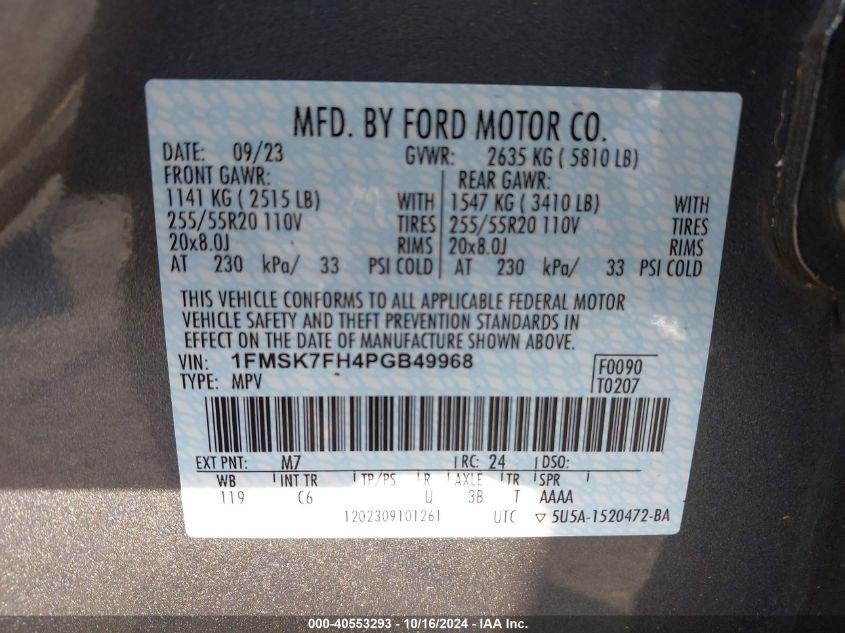 MFD. BY FORD MOTOR CO.
DATE: 09/23 GVWR: 2635 KG ( 5810 LB)
FRONT GAWR: REAR GAWR:
1141 KG ( 2515 LB) WITH 1547 KG ( 3410 LB) WITH
255/55R20 110V TIRES 255/55R20 110V TIRES
20x8.0J RIMS 20x8.0J RIMS
AT 230 kPa/ 33 PSI COLD AT 230 kPa/ 33 PSI COLD
THIS VEHICLE CONFORMS TO ALL APPLICABLE FEDERAL MOTOR
VEHICLE SAFETY AND THEFT PREVENTION STANDARDS IN
EFFECT ON THE DATE OF MANUFACTURE SHOWN ABOVE.
VIN: 1FMSK7FH4PGB49968 F0090
TYPE: MPV T0207
EXT PNT: M7 RC: 24 DSO:
WB INT TR TP/PS R AXLE TR SPR
119 C6 U 3B T AAAA
1202309101261 UTC ▽ 5U5A-1520472-BA
000-40553293 - 10/16/2024 - IAA Inc.